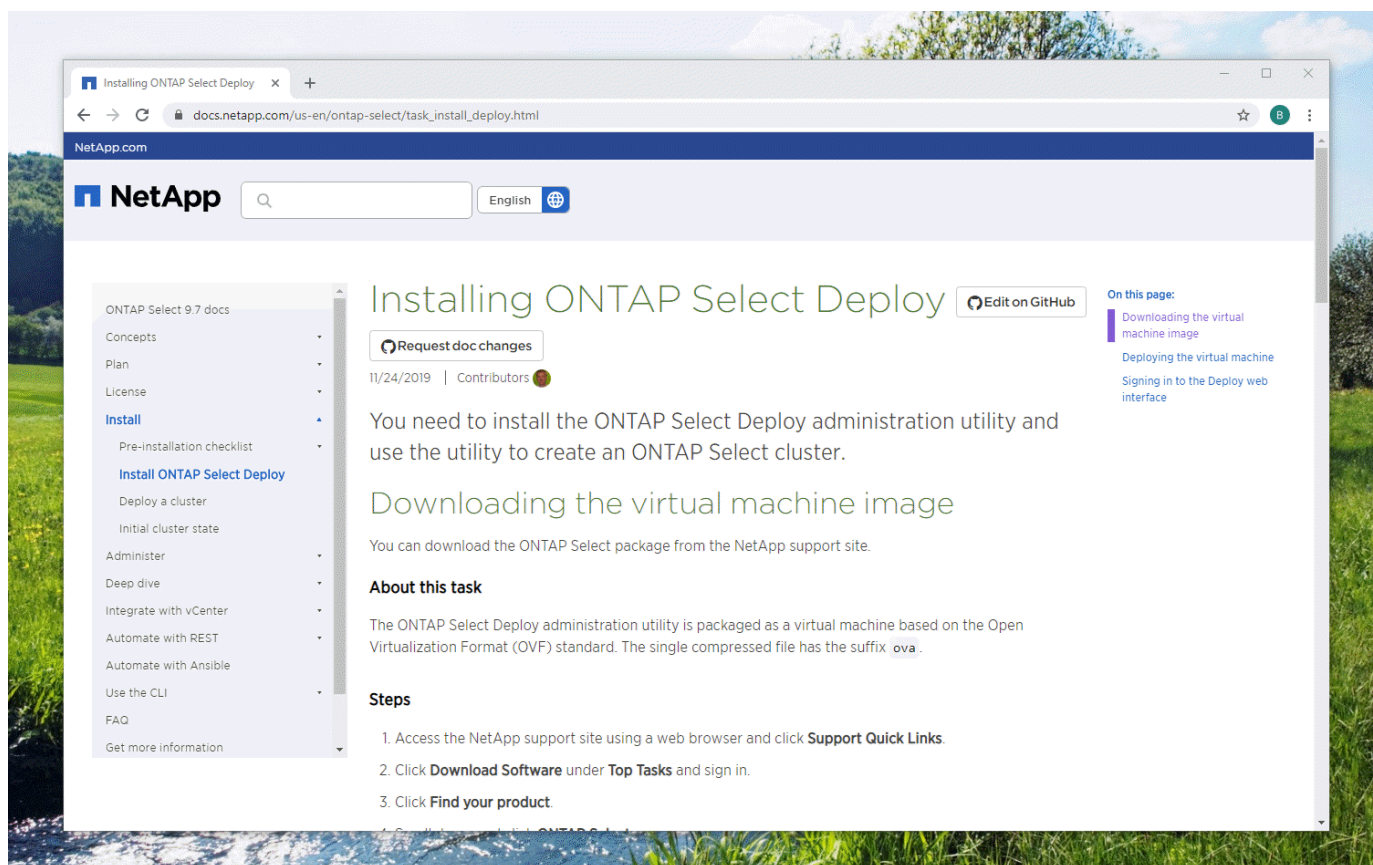 Installing ONTAP Select Deploy
docs.netapp.com/us-en/ontap-select/task_install_deploy.html
B
NetApp.com
NetApp
English
ONTAP Select 9.7 docs
Concepts
Plan
License
Install
Pre-installation checklist
Install ONTAP Select Deploy
Deploy a cluster
Initial cluster state
Administer
Deep dive
Integrate with vCenter
Automate with REST
Automate with Ansible
Use the CLI
FAQ
Get more information
Installing ONTAP Select Deploy
Edit on GitHub
Request doc changes
11/24/2019 | Contributors
You need to install the ONTAP Select Deploy administration utility and
use the utility to create an ONTAP Select cluster.
Downloading the virtual machine image
You can download the ONTAP Select package from the NetApp support site.
About this task
The ONTAP Select Deploy administration utility is packaged as a virtual machine based on the Open
Virtualization Format (OVF) standard. The single compressed file has the suffix ova.
Steps
1. Access the NetApp support site using a web browser and click Support Quick Links.
2. Click Download Software under Top Tasks and sign in.
3. Click Find your product.
On this page:
Downloading the virtual
machine image
Deploying the virtual machine
Signing in to the Deploy web
interface